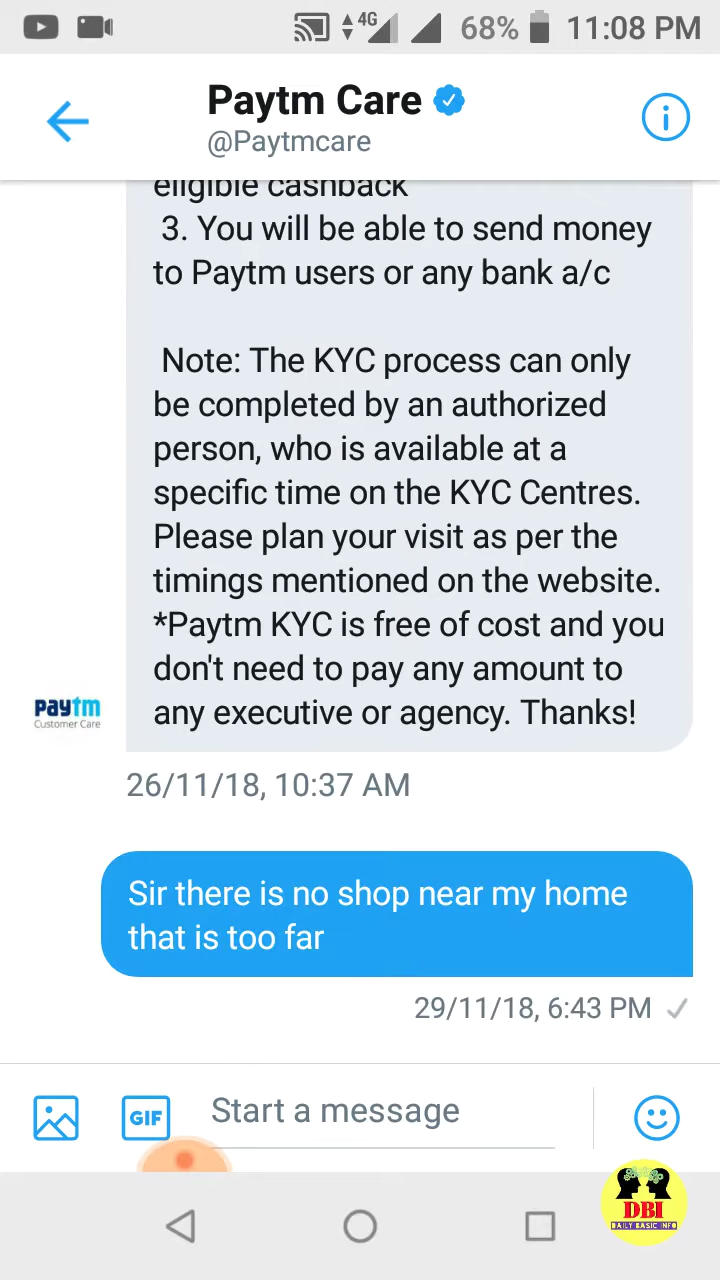 4G 68% 11:08 PM
Paytm Care
@Paytmcare
eligible cashback
3. You will be able to send money
to Paytm users or any bank a/c
Note: The KYC process can only
be completed by an authorized
person, who is available at a
specific time on the KYC Centres.
Please plan your visit as per the
timings mentioned on the website.
*Paytm KYC is free of cost and you
don't need to pay any amount to
any executive or agency. Thanks!
paytm
Customer Care
26/11/18, 10:37 AM
Sir there is no shop near my home
that is too far
29/11/18, 6:43 PM
GIF
Start a message
DBI
DAILY BASIC INFO